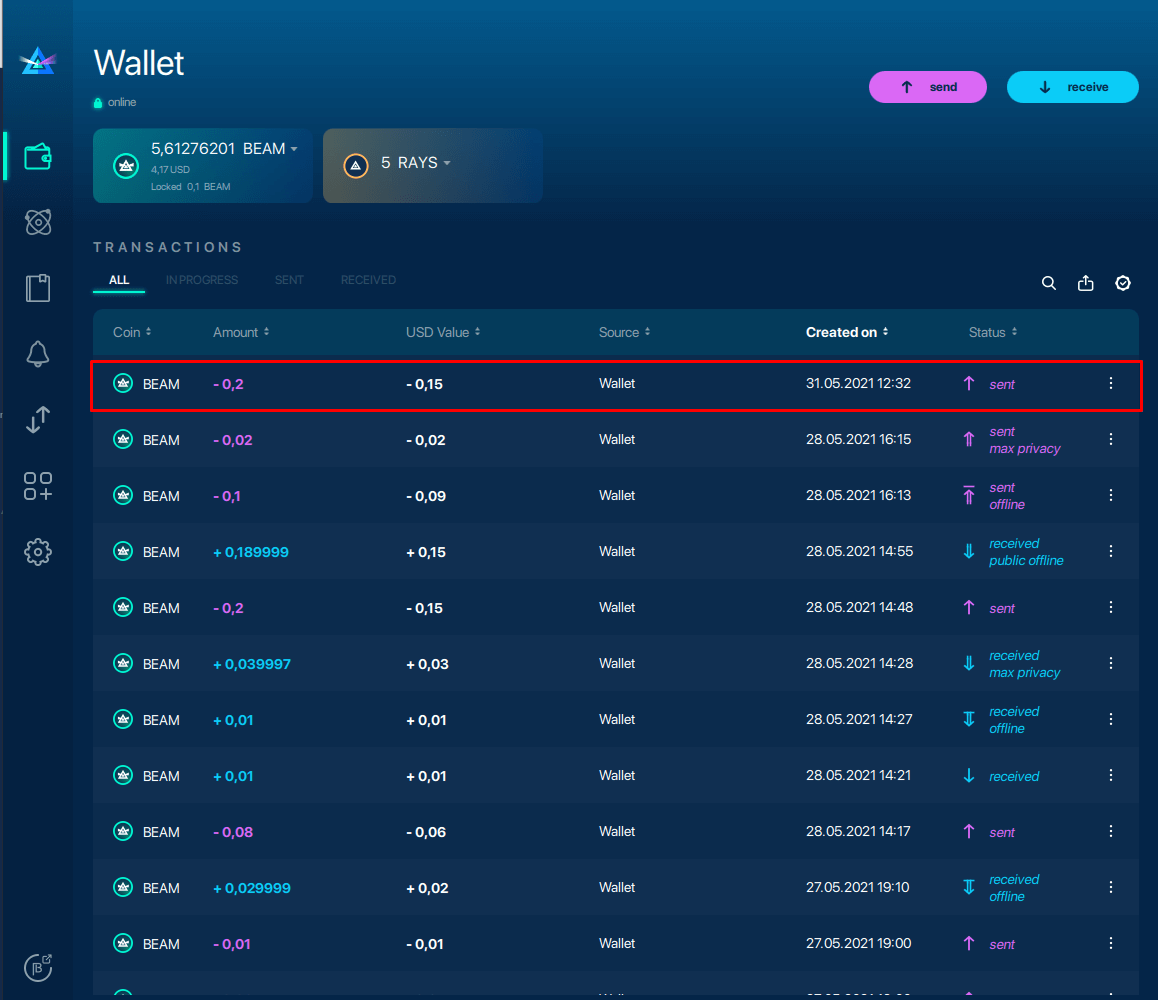 Wallet
online
send
receive
5,61276201 BEAM
4,17 USD
Locked 0,1 BEAM
5 RAYS
TRANSACTIONS
ALL IN PROGRESS SENT RECEIVED
Coin Amount USD Value Source Created on Status
BEAM - 0,2 - 0,15 Wallet 31.05.2021 12:32 sent
BEAM - 0,02 - 0,02 Wallet 28.05.2021 16:15 sent
max privacy
BEAM - 0,1 - 0,09 Wallet 28.05.2021 16:13 sent
offline
BEAM + 0,189999 + 0,15 Wallet 28.05.2021 14:55 received
public offline
BEAM - 0,2 - 0,15 Wallet 28.05.2021 14:48 sent
BEAM + 0,039997 + 0,03 Wallet 28.05.2021 14:28 received
max privacy
BEAM + 0,01 + 0,01 Wallet 28.05.2021 14:27 received
offline
BEAM + 0,01 + 0,01 Wallet 28.05.2021 14:21 received
BEAM - 0,08 - 0,06 Wallet 28.05.2021 14:17 sent
BEAM + 0,029999 + 0,02 Wallet 27.05.2021 19:10 received
offline
BEAM - 0,01 - 0,01 Wallet 27.05.2021 19:00 sent